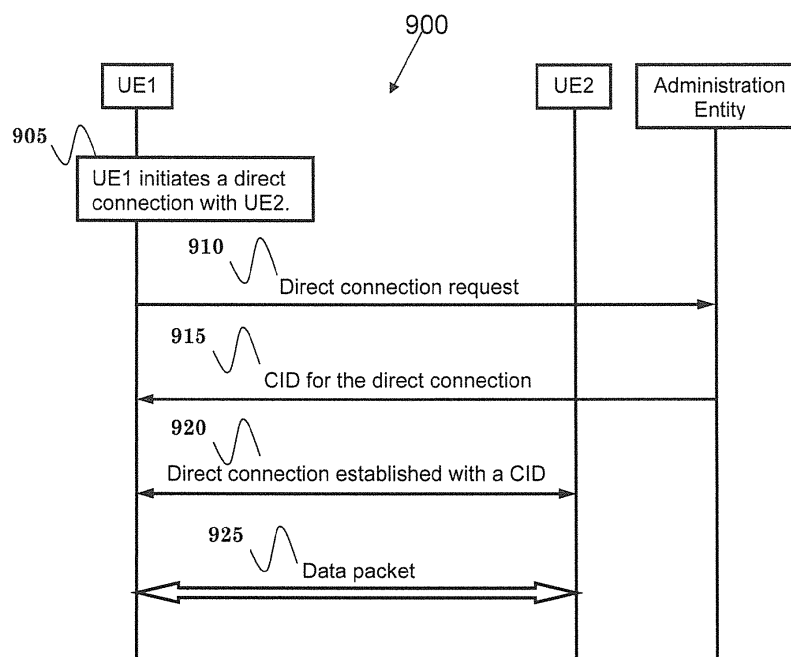 900
UE1
UE2
Administration
Entity
905
UE1 initiates a direct
connection with UE2.
910
Direct connection request
915
CID for the direct connection
920
Direct connection established with a CID
925
Data packet